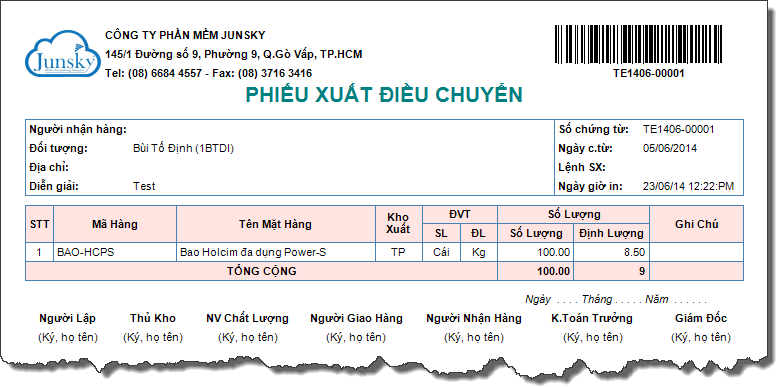 Junsky
CÔNG TY PHẦN MỀM JUNSKY
145/1 Đường số 9, Phường 9, Q.Gò Vấp, TP.HCM
Tel: (08) 6684 4557 - Fax: (08) 3716 3416
TE1406-00001
PHIẾU XUẤT ĐIỀU CHUYỂN
Người nhận hàng:
Đối tượng: Bùi Tố Định (1BTDI)
Địa chỉ:
Diễn giải: Test
Số chứng từ: TE1406-00001
Ngày c.từ: 05/06/2014
Lệnh SX:
Ngày giờ in: 23/06/14 12:22:PM
STT Mã Hàng Tên Mặt Hàng Kho Xuất ĐVT Số Lượng Ghi Chú
SL ĐL Số Lượng Định Lượng
1 BAO-HCPS Bao Holcim đa dụng Power-S TP Cái Kg 100.00 8.50
TỔNG CỘNG 100.00 9
Ngày . . . . Tháng . . . . . Năm . . . . . .
Người Lập Thủ Kho NV Chất Lượng Người Giao Hàng Người Nhận Hàng K.Toán Trưởng Giám Đốc
(Ký, họ tên) (Ký, họ tên) (Ký, họ tên) (Ký, họ tên) (Ký, họ tên) (Ký, họ tên) (Ký, họ tên)